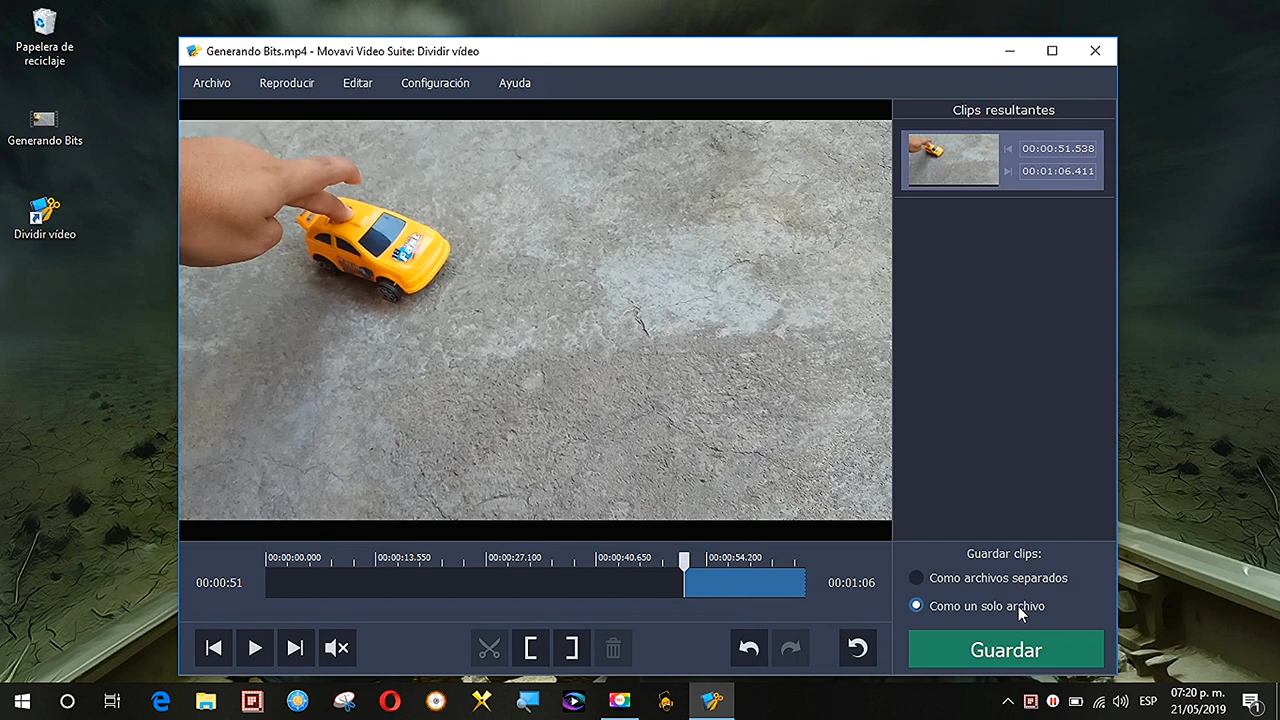 Papelera de
reciclaje
Generando Bits
Dividir vídeo
Generando Bits.mp4 - Movavi Video Suite: Dividir vídeo
Archivo Reproducir Editar Configuración Ayuda
Clips resultantes
00:00:51.538
00:01:06.411
00:00:00.000 00:00:13.550 00:00:27.100 00:00:40.650 00:00:54.200
00:00:51
00:01:06
Guardar clips:
Como archivos separados
Como un solo archivo
Guardar
ESP
07:20 p. m.
21/05/2019
1